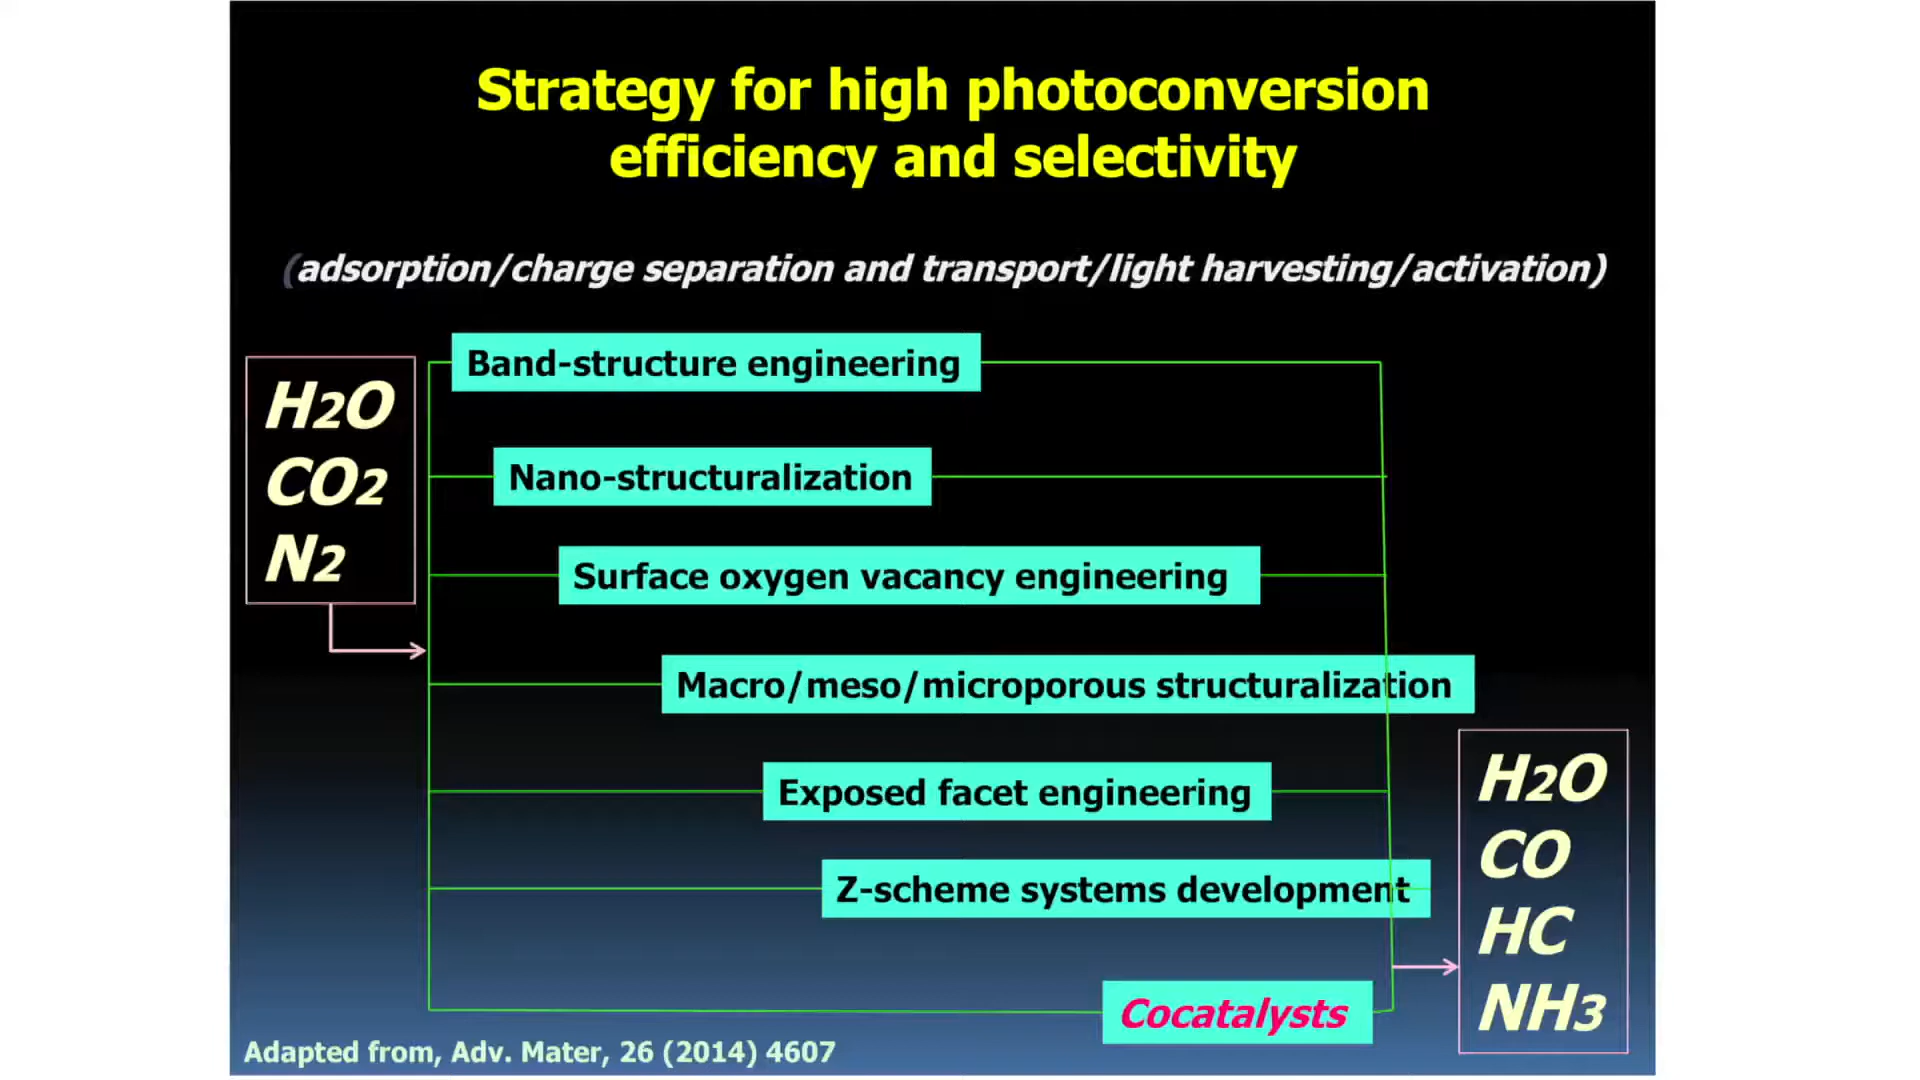 Strategy for high photoconversion
efficiency and selectivity
(adsorption/charge separation and transport/light harvesting/activation)
H2O
CO2
N2
Band-structure engineering
Nano-structuralization
Surface oxygen vacancy engineering
Macro/meso/microporous structuralization
Exposed facet engineering
Z-scheme systems development
Cocatalysts
H2O
CO
HC
NH3
Adapted from, Adv. Mater, 26 (2014) 4607